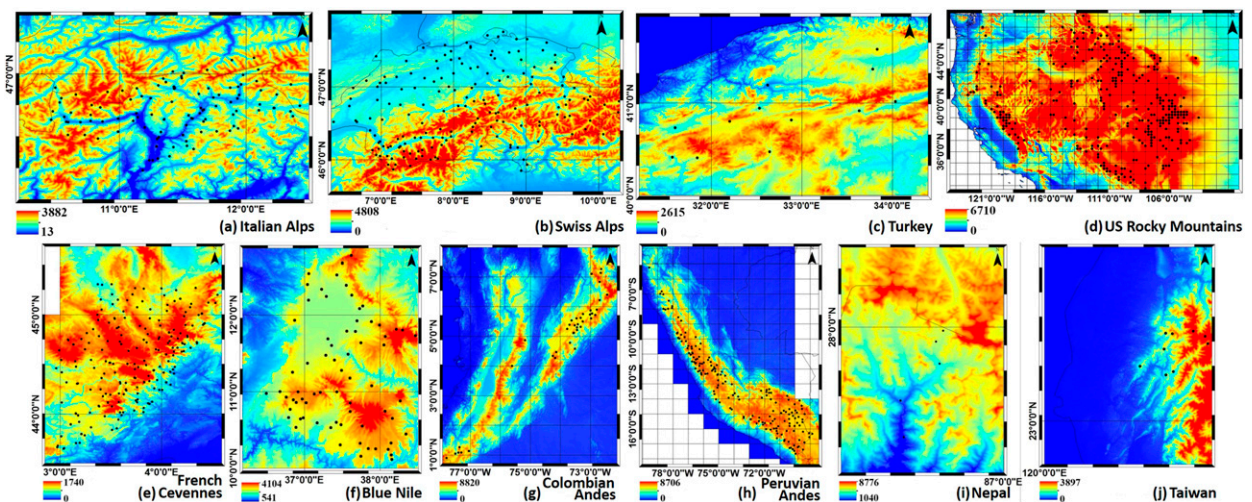 47°0'0"N
11°0'0"E 12°0'0"E
3882
13
(a) Italian Alps
47°0'0"N
46°0'0"N
7°0'0"E 8°0'0"E 9°0'0"E 10°0'0"E
4808
0
(b) Swiss Alps
41°0'0"N
40°0'0"N
32°0'0"E 33°0'0"E 34°0'0"E
2615
0
(c) Turkey
44°0'0"N
40°0'0"N
36°0'0"N
121°0'0"W 116°0'0"W 111°0'0"W 106°0'0"W
6710
0
(d) US Rocky Mountains
45°0'0"N
44°0'0"N
3°0'0"E 4°0'0"E
1740
0
French
(e) Cevennes
12°0'0"N
11°0'0"N
10°0'0"N
37°0'0"E 38°0'0"E
4104
541
(f) Blue Nile
7°0'0"N
5°0'0"N
3°0'0"N
1°0'0"N
77°0'0"W 75°0'0"W 73°0'0"W
8820
0
Colombian
(g) Andes
7°0'0"S
10°0'0"S
13°0'0"S
16°0'0"S
78°0'0"W 75°0'0"W 72°0'0"W
8706
0
Peruvian
(h) Andes
28°0'0"N
87°0'0"E
8776
1040
(i) Nepal
23°0'0"N
120°0'0"E
3897
0
(j) Taiwan